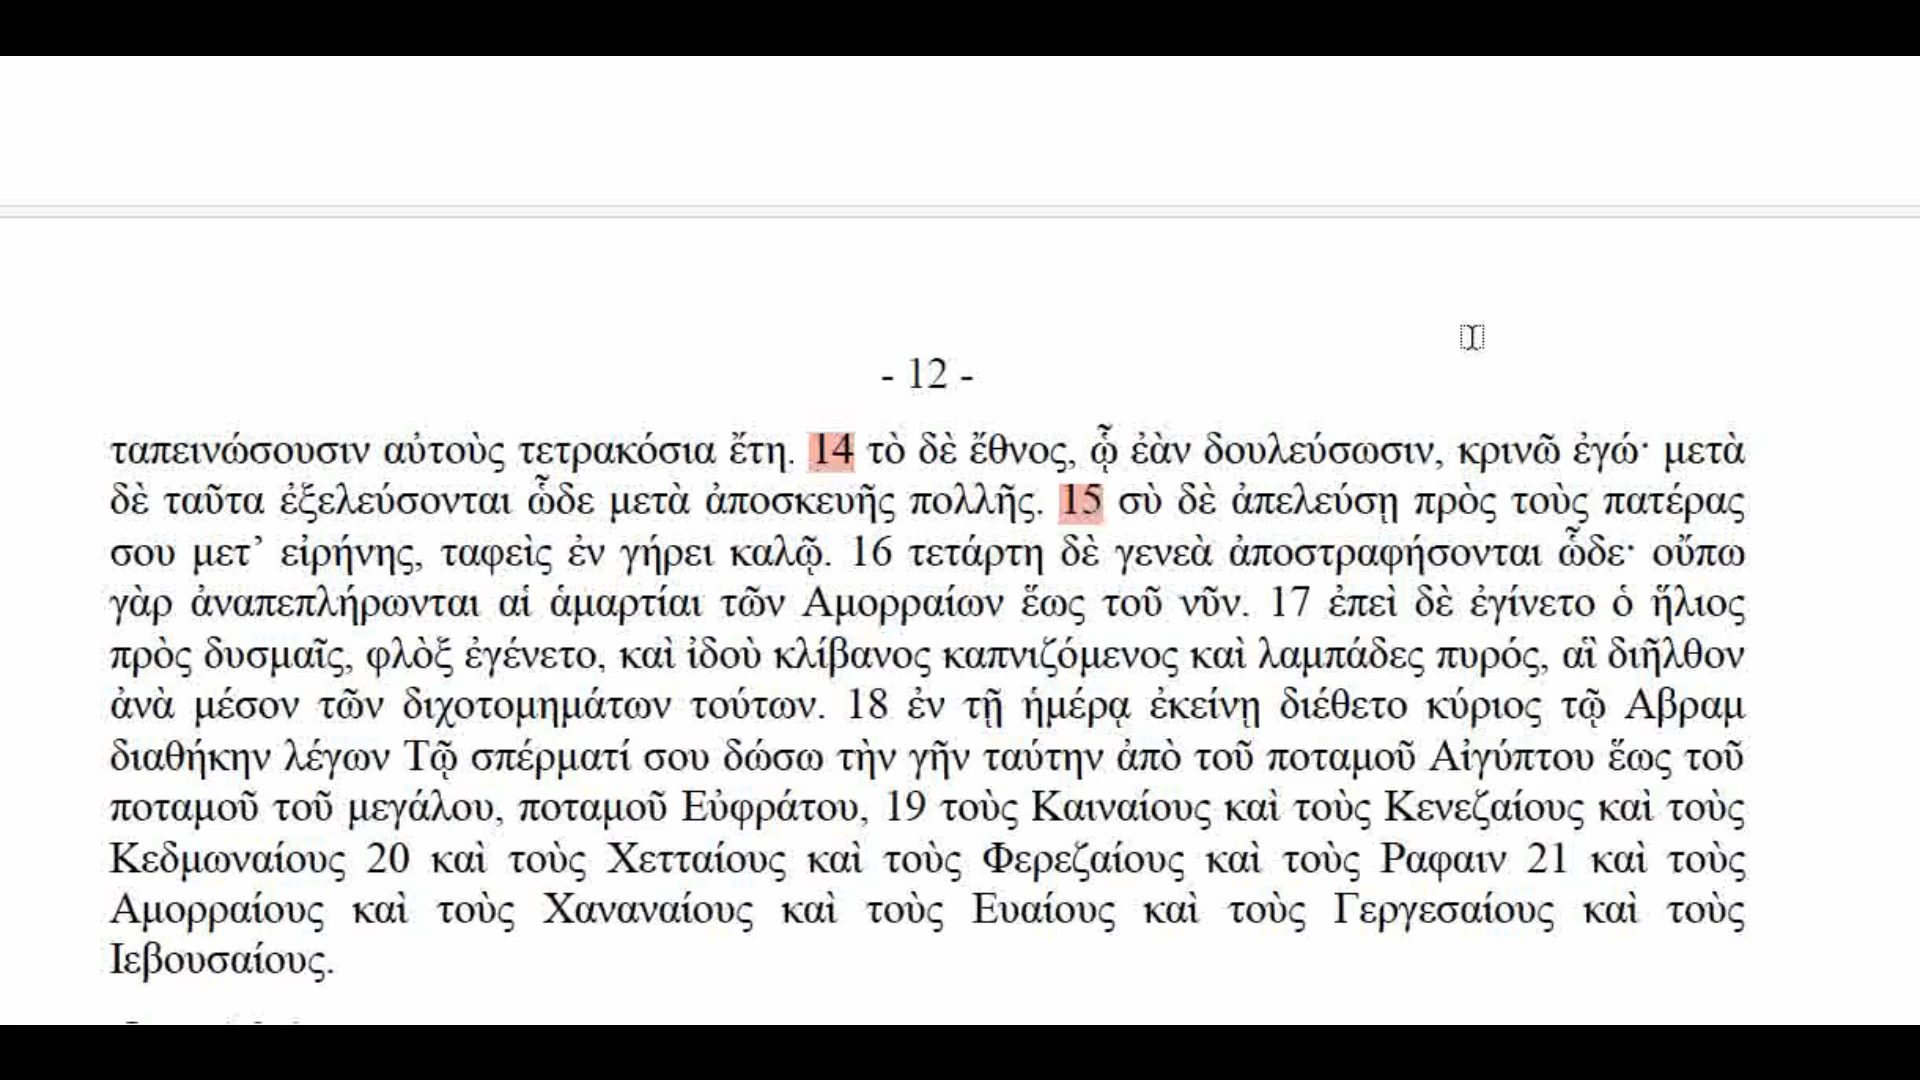 - 12 -
ταπεινώσουσιν αὐτοὺς τετρακόσια ἔτη. 14 τὸ δὲ ἔθνος, ᾧ ἐὰν δουλεύσωσιν, κρινῶ ἐγώ· μετὰ
δὲ ταῦτα ἐξελεύσονται ὧδε μετὰ ἀποσκευῆς πολλῆς. 15 σὺ δὲ ἀπελεύσῃ πρὸς τοὺς πατέρας
σου μετ’ εἰρήνης, ταφεὶς ἐν γήρει καλῷ. 16 τετάρτη δὲ γενεὰ ἀποστραφήσονται ὧδε· οὔπω
γὰρ ἀναπεπλήρωνται αἱ ἁμαρτίαι τῶν Αμορραίων ἕως τοῦ νῦν. 17 ἐπεὶ δὲ ἐγίνετο ὁ ἥλιος
πρὸς δυσμαῖς, φλὸξ ἐγένετο, καὶ ἰδοὺ κλίβανος καπνιζόμενος καὶ λαμπάδες πυρός, αἳ διῆλθον
ἀνὰ μέσον τῶν διχοτομημάτων τούτων. 18 ἐν τῇ ἡμέρᾳ ἐκείνῃ διέθετο κύριος τῷ Αβραμ
διαθήκην λέγων Τῷ σπέρματί σου δώσω τὴν γῆν ταύτην ἀπὸ τοῦ ποταμοῦ Αἰγύπτου ἕως τοῦ
ποταμοῦ τοῦ μεγάλου, ποταμοῦ Εὐφράτου, 19 τοὺς Καιναίους καὶ τοὺς Κενεζαίους καὶ τοὺς
Κεδμωναίους 20 καὶ τοὺς Χετταίους καὶ τοὺς Φερεζαίους καὶ τοὺς Ραφαιν 21 καὶ τοὺς
Αμορραίους καὶ τοὺς Χαναναίους καὶ τοὺς Ευαίους καὶ τοὺς Γεργεσαίους καὶ τοὺς
Ιεβουσαίους.